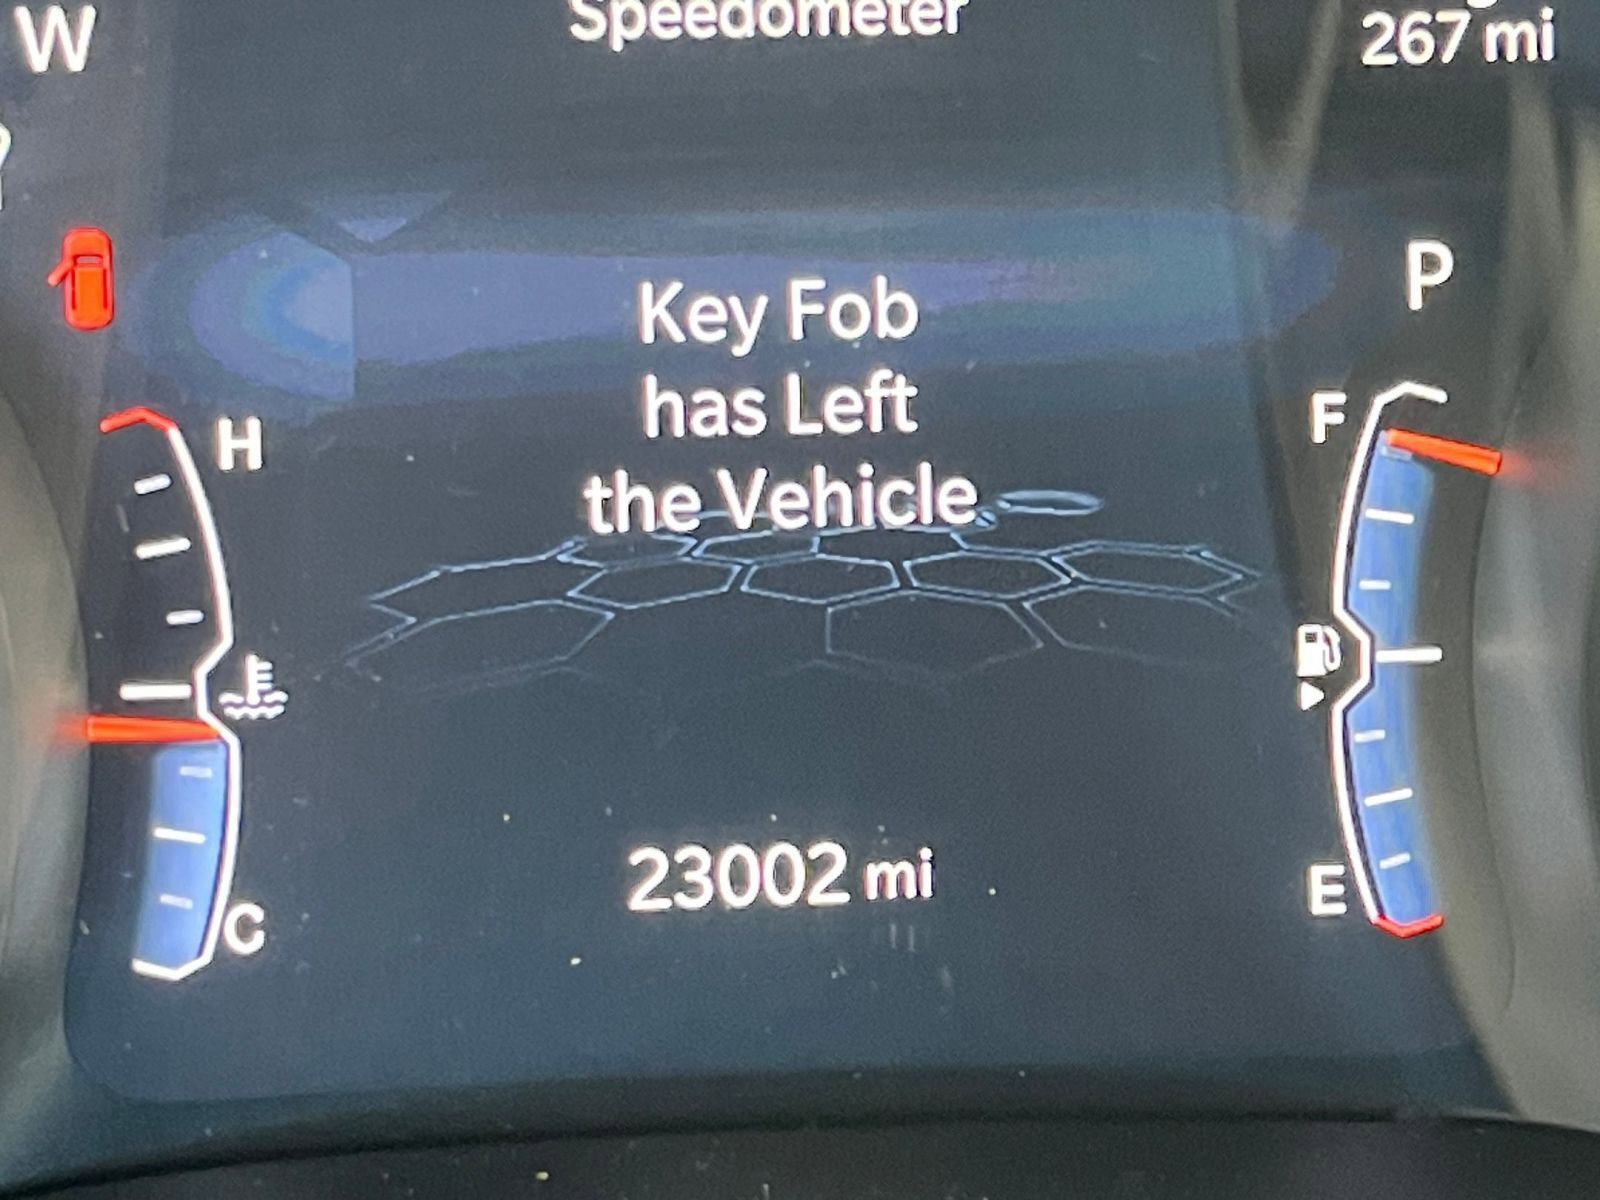 W
Speedometer
267 mi
P
Key Fob
has Left
the Vehicle
H
F
C
E
23002 mi